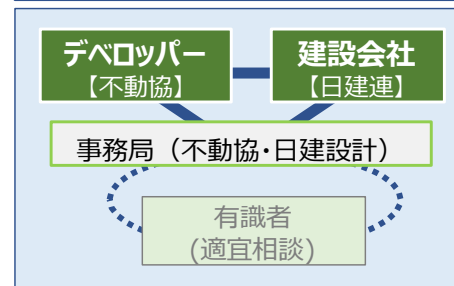 デベロッパー
【不動協】
建設会社
【日建連】
事務局（不動協・日建設計）
有識者
(適宜相談)